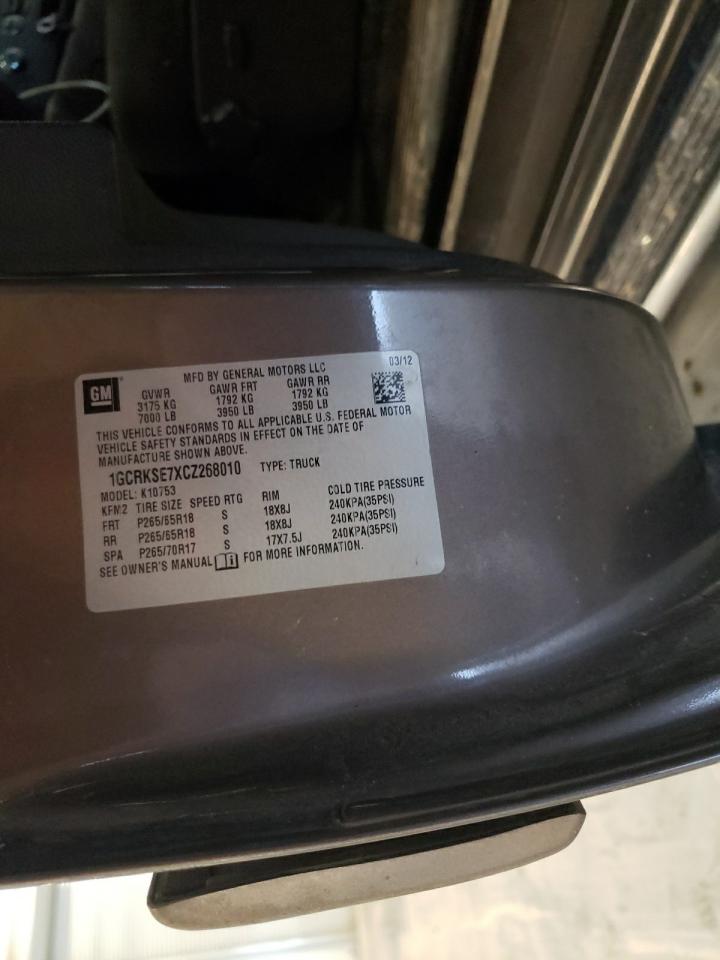 GM
MFD BY GENERAL MOTORS LLC 03/12
GVWR GAWR FRT GAWR RR
3175 KG 1792 KG 1792 KG
7000 LB 3950 LB 3950 LB
THIS VEHICLE CONFORMS TO ALL APPLICABLE U.S. FEDERAL MOTOR
VEHICLE SAFETY STANDARDS IN EFFECT ON THE DATE OF
MANUFACTURE SHOWN ABOVE.
1GCRKSE7XCZ268010 TYPE: TRUCK
MODEL: K10753
KFM2 TIRE SIZE SPEED RTG RIM COLD TIRE PRESSURE
FRT P265/65R18 S 18X8J 240KPA(35PSI)
RR P265/65R18 S 18X8J 240KPA(35PSI)
SPA P265/70R17 S 17X7.5J 240KPA(35PSI)
SEE OWNER'S MANUAL FOR MORE INFORMATION.